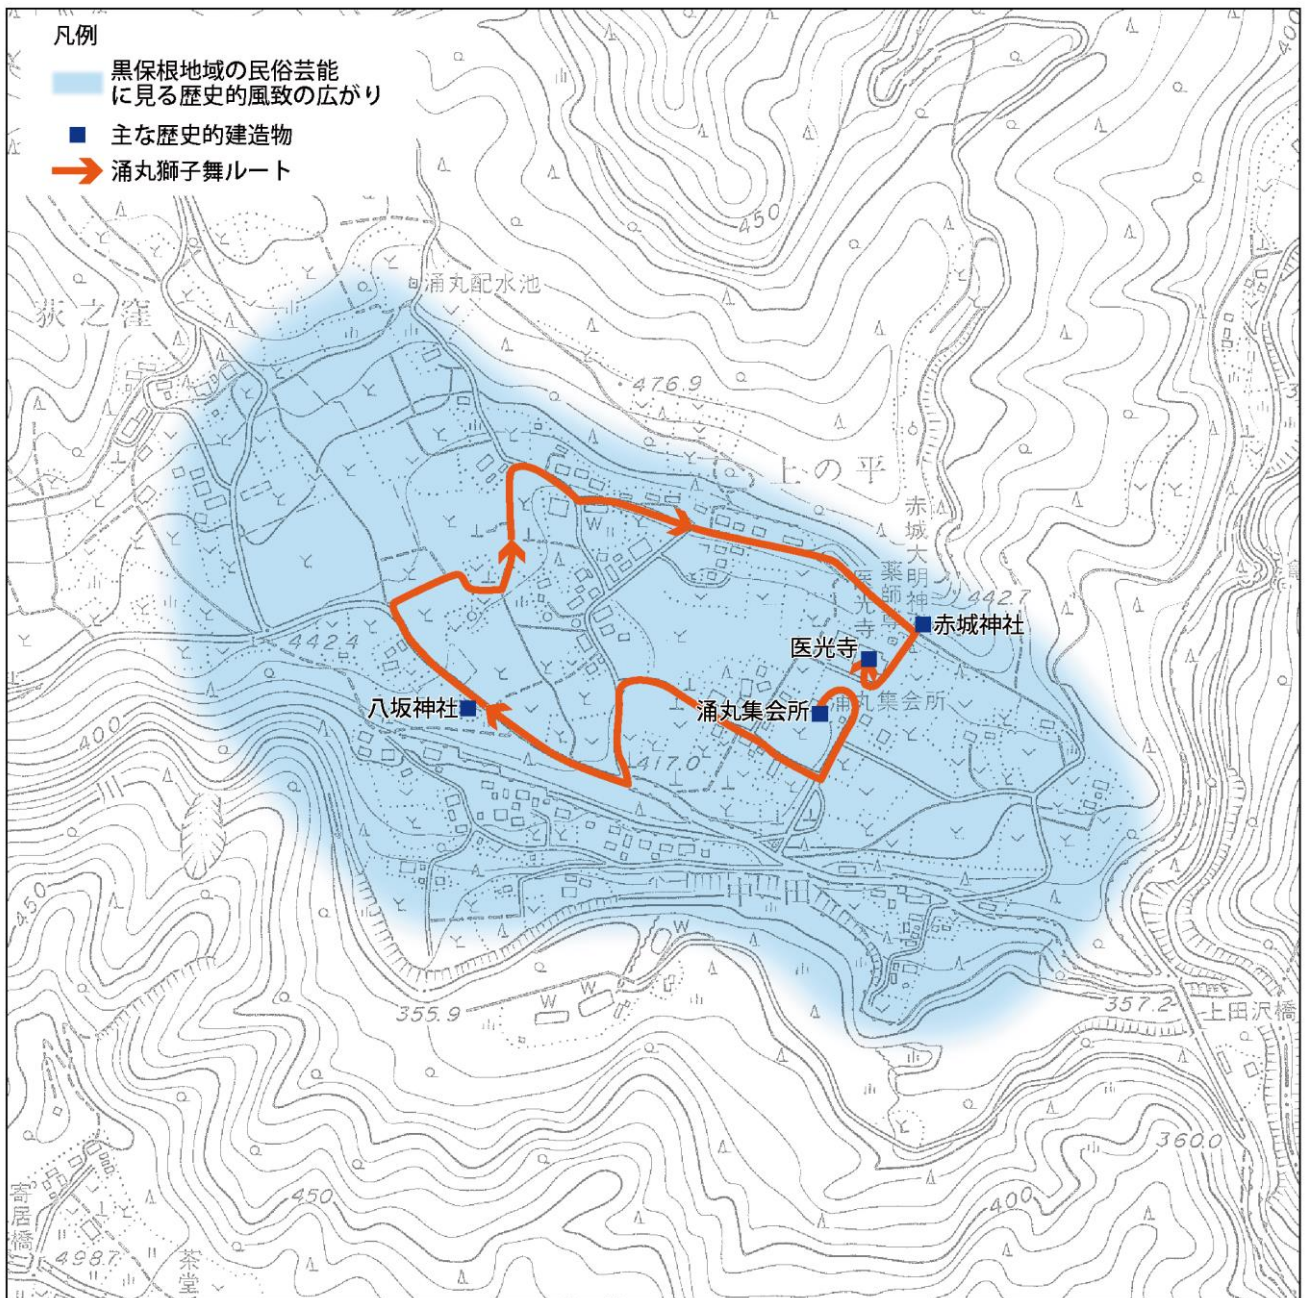 凡例
黒保根地域の民俗芸能
に見る歴史的風致の広がり
主な歴史的建造物
涌丸獅子舞ルート
450
400
涌丸配水池
荻之窪
476.9
上の平
赤城大明神
薬師
医光寺
442.7
赤城神社
医光寺
442.4
八坂神社
涌丸集会所
涌丸集会所
417.0
W
400
450
中田
W
W
W
355.9
357.2
上田沢橋
360.0
寄居橋
450
400
498.7
茶堂